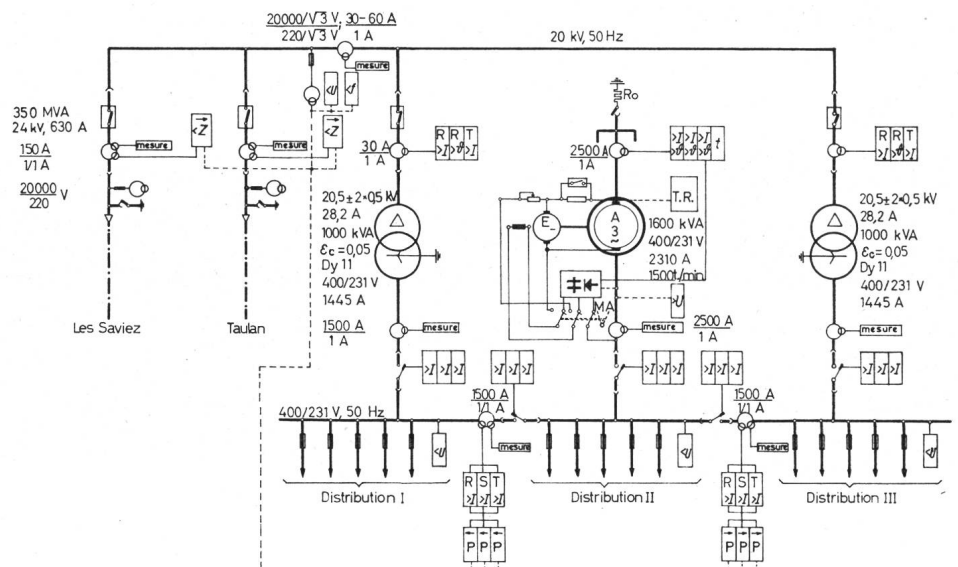 20000/√3 V; 30-60 A
220/√3 V' 1 A
20 kV, 50 Hz
mesure
<U
<f
350 MVA
24 kV, 630 A
150 A
1/1 A
20000 V
220
<Z
mesure
<Z
mesure
30 A
1 A
R R T
>I >ϑ >I
Ro
2500 A
1 A
>I >I >I
>ϑ >ϑ >ϑ
t
R R T
>I >ϑ >I
mesure
20,5 ± 2*0,5 kV
28,2 A
1000 kVA
εc = 0,05
Dy 11
400/231 V
1445 A
E
A
3
~
T.R.
1600 kVA
400/231 V
2310 A
1500 t/min
20,5 ± 2*0,5 kV
28,2 A
1000 kVA
εc = 0,05
Dy 11
400/231 V
1445 A
MA
U
Les Saviez
Taulan
1500 A
1 A
mesure
mesure
2500 A
1 A
mesure
>I >I >I
>I >I >I
>I >I >I
>I >I >I
>I >I >I
400/231 V, 50 Hz
1500 A
1/1 A
1500 A
1/1 A
<U
mesure
<U
mesure
<U
Distribution I
Distribution II
Distribution III
R S T
>I >I >I
P P P
R S T
>I >I >I
P P P